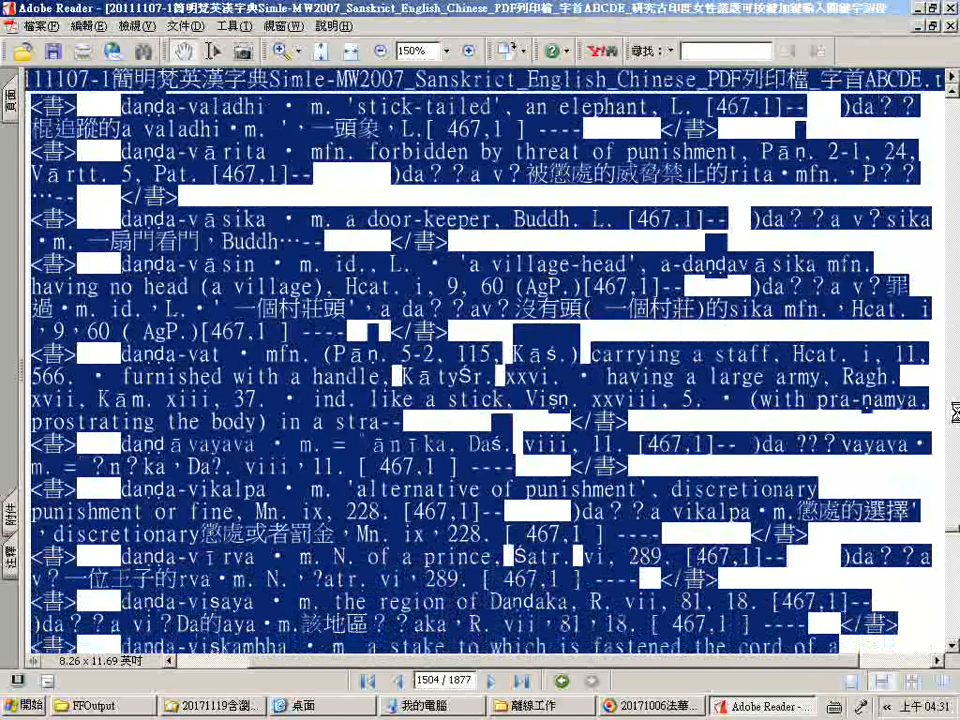 Adobe Reader - [20111107-1簡明梵英漢字典Simle-MW2007_Sanskrict_English_Chinese_PDF列印檔_字首ABCDE_研究古印度女性議題
檔案(F) 編輯(E) 檢視(V) 文件(D) 工具(T) 視窗(W) 說明(H)
150% 尋找：
111107-1簡明梵英漢字典Simle-MW2007_Sanskrict_English_Chinese_PDF列印檔_字首ABCDE.t
<書> daṇḍa-valadhi ‧ m. 'stick-tailed', an elephant, L. [467,1]-- )da??
棍追蹤的a valadhi‧m. '，一頭象，L.[ 467,1 ] ---- </書>
<書> daṇḍa-vārita ‧ mfn. forbidden by threat of punishment, Pāṇ. 2-1, 24,
Vārtt. 5, Pat. [467,1]-- )da??a v?被懲處的威脅禁止的rita‧mfn.，P??
…-- </書>
<書> daṇḍa-vāsika ‧ m. a door-keeper, Buddh. L. [467,1]-- )da??a v?sika
‧m. 一扇門看門，Buddh…-- </書>
<書> daṇḍa-vāsin ‧ m. id., L. ‧ 'a village-head', a-daṇḍavāsika mfn.
having no head (a village), Hcat. i, 9, 60 (AgP.)[467,1]-- )da??a v?罪
過‧m. id.，L.‧'一個村莊頭'，a da??av?沒有頭( 一個村莊)的sika mfn.，Hcat. i
，9，60 ( AgP.)[467,1 ] ---- </書>
<書> daṇḍa-vat ‧ mfn. (Pāṇ. 5-2, 115, Kāś.) carrying a staff, Hcat. i, 11,
566. ‧ furnished with a handle, KātyŚr. xxvi. ‧ having a large army, Ragh.
xvii, Kām. xiii, 37. ‧ ind. like a stick, Viṣṇ. xxviii, 5. ‧ (with pra-ṇamya,
prostrating the body) in a stra-- </書>
<書> daṇḍāvayava ‧ m. = ˚ānīka, Daś. viii, 11. [467,1]-- )da ???vayava‧
m. = ?n?ka，Da?. viii，11. [ 467,1 ] ---- </書>
<書> daṇḍa-vikalpa ‧ m. 'alternative of punishment', discretionary
punishment or fine, Mn. ix, 228. [467,1]-- )da??a vikalpa‧m.懲處的選擇'
，discretionary懲處或者罰金，Mn. ix，228. [ 467,1 ] ---- </書>
<書> daṇḍa-vīrva ‧ m. N. of a prince, Śatr. vi, 289. [467,1]-- )da??a
v?一位王子的rva‧m. N.，?atr. vi，289. [ 467,1 ] ---- </書>
<書> daṇḍa-viṣaya ‧ m. the region of Daṇḍaka, R. vii, 81, 18. [467,1]--
)da??a vi?Da的aya‧m.該地區??aka，R. vii，81，18. [ 467,1 ] ---- </書>
<書> daṇḍa-viṣkambha ‧ m. a stake to which is fastened the cord of a
頁面
附件
注釋
8.26 x 11.69 英吋
1504 / 1877
開始 FFOutput 20171119含瀏... 桌面 我的電腦 離線工作 20171006法華... Adobe Reader - [... 上午 04:31